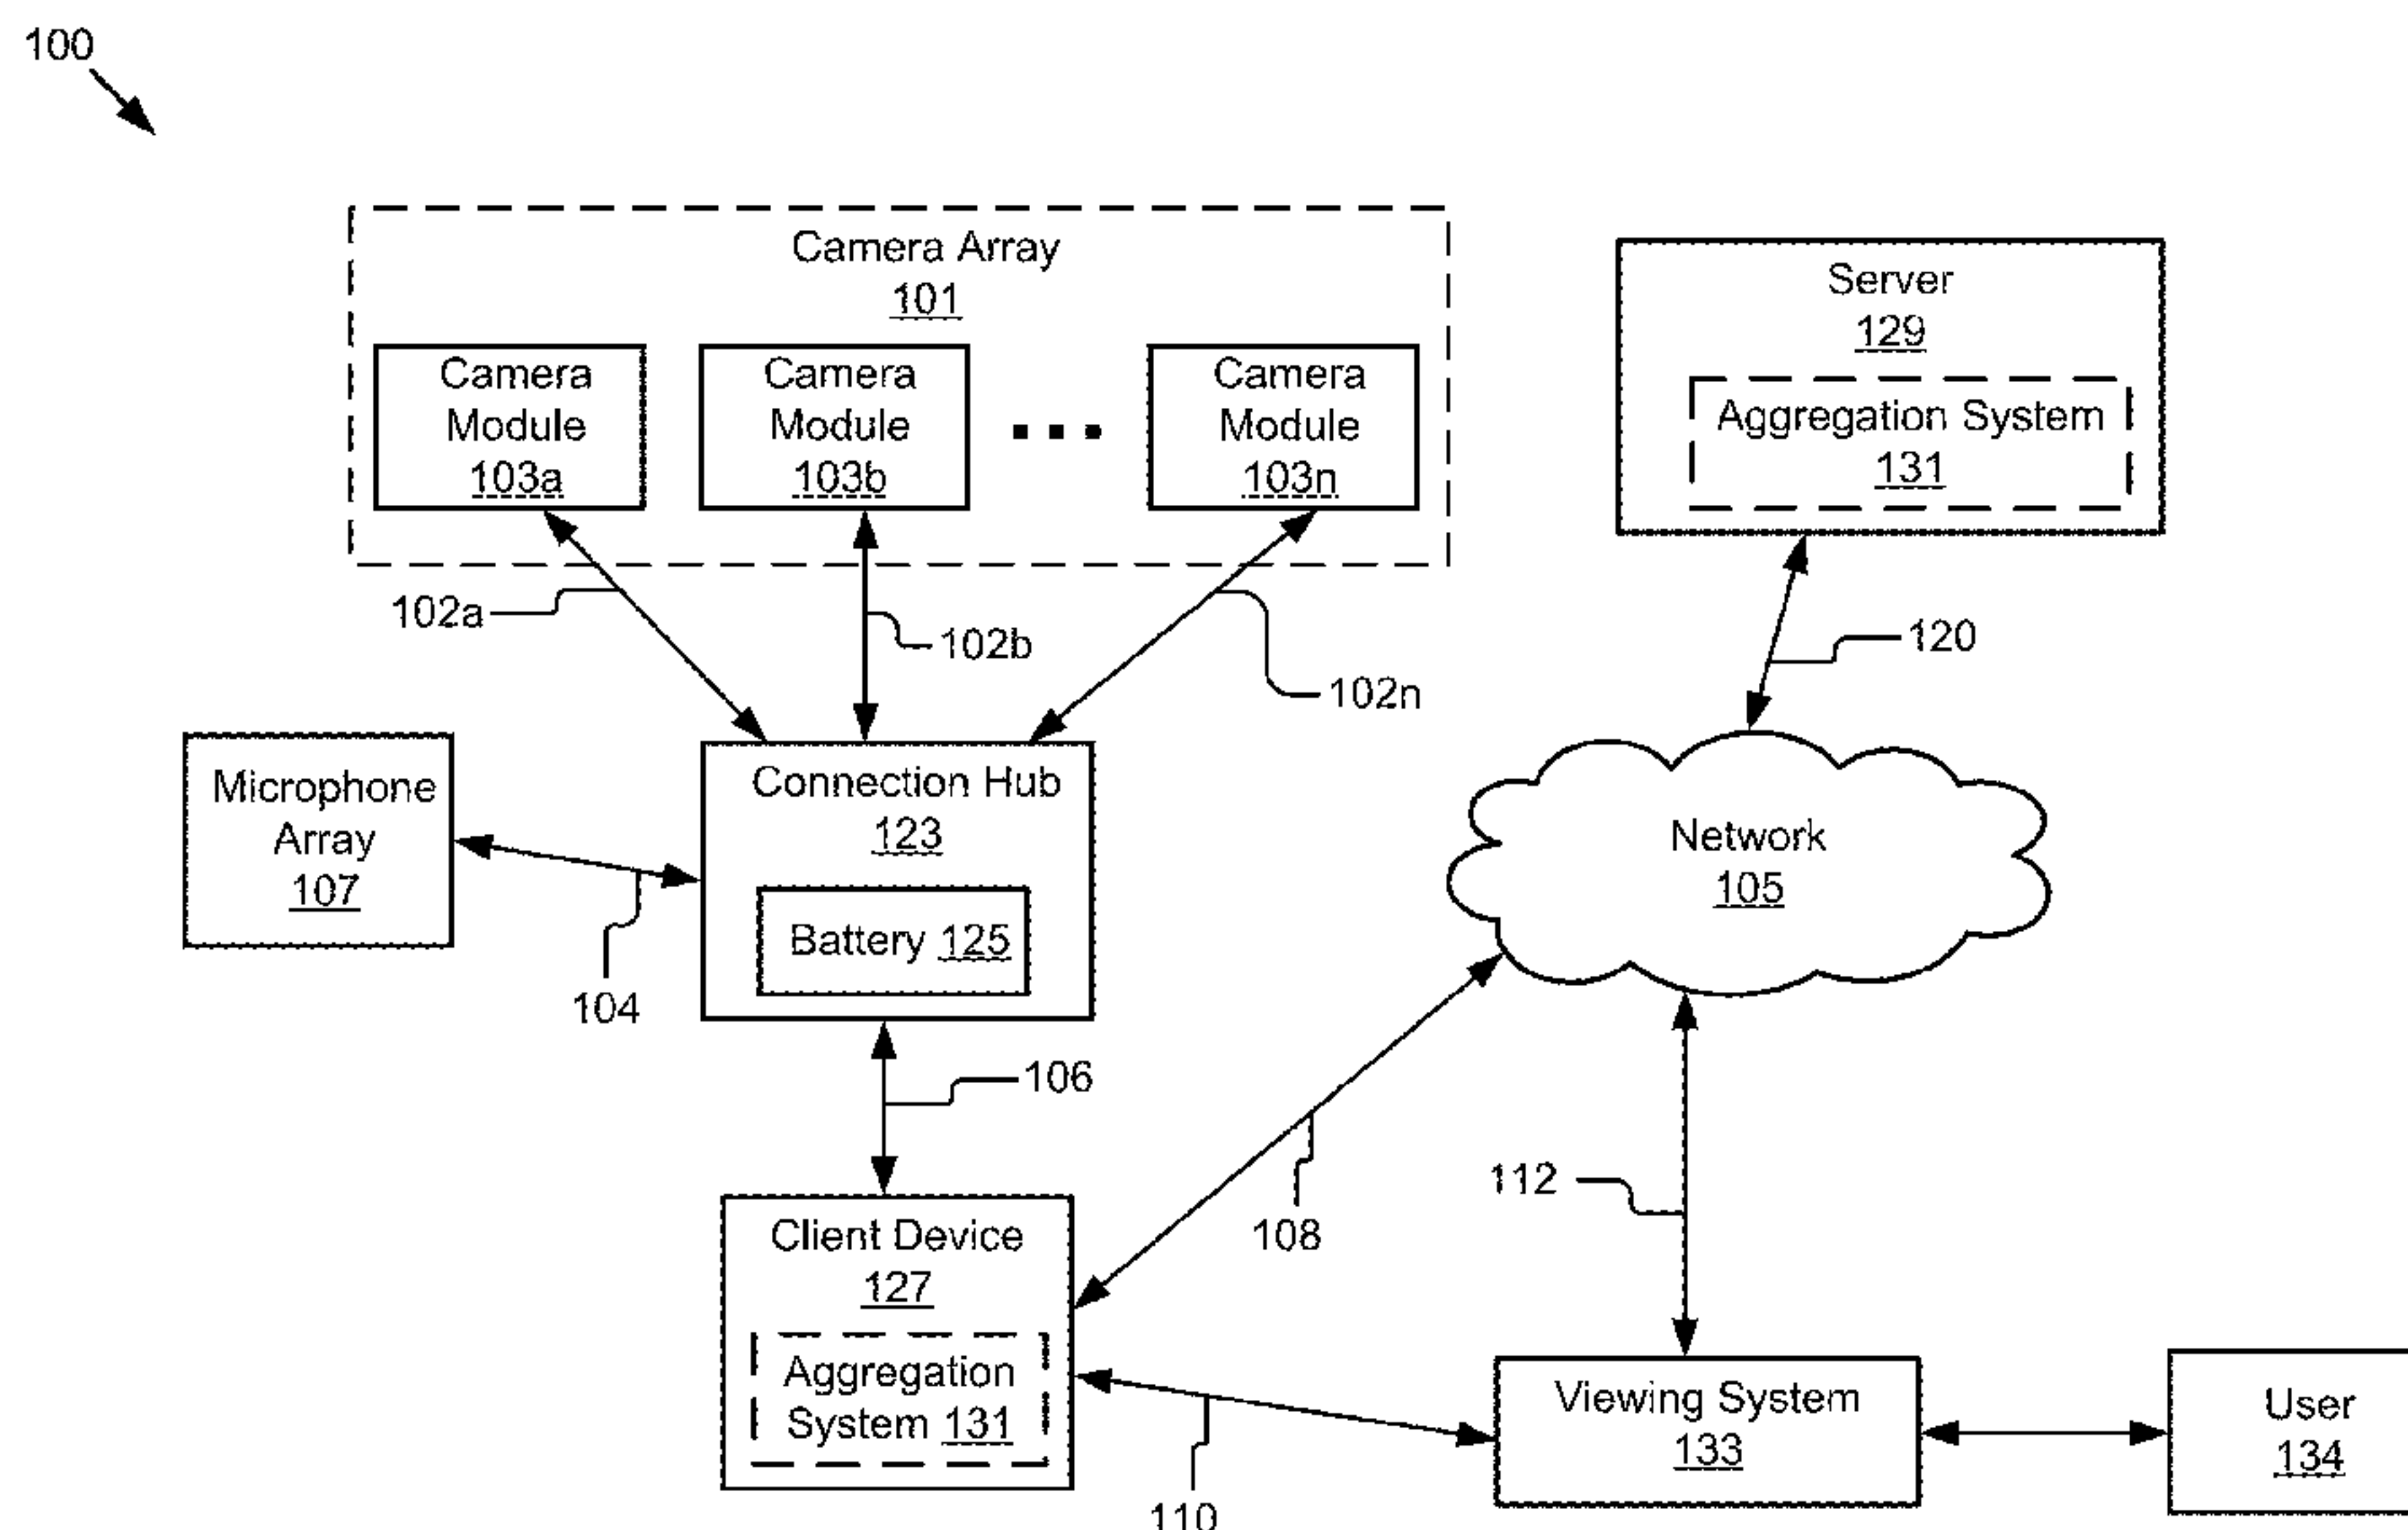 100
Camera Array
101
Camera
Module
103a
Camera
Module
103b
Camera
Module
103n
Server
129
Aggregation System
131
102a
102b
102n
120
Microphone
Array
107
Connection Hub
123
Battery 125
Network
105
104
106
108
112
Client Device
127
Aggregation
System 131
Viewing System
133
User
134
110